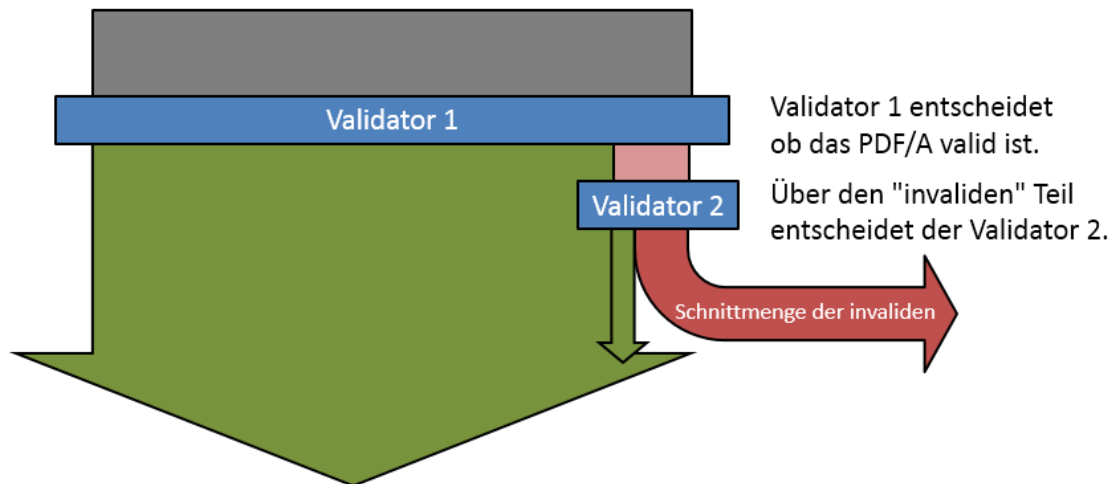 Validator 1
Validator 1 entscheidet
ob das PDF/A valid ist.
Validator 2
Über den "invaliden" Teil
entscheidet der Validator 2.
Schnittmenge der invaliden